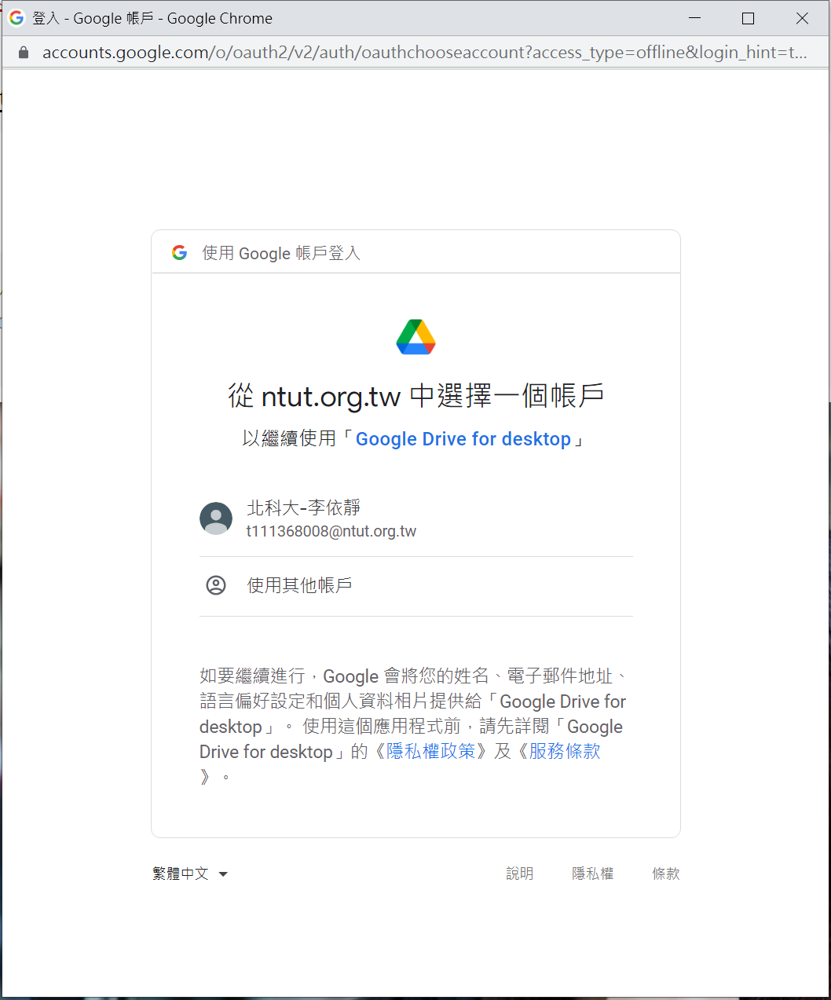 登入 - Google 帳戶 - Google Chrome
accounts.google.com/o/oauth2/v2/auth/oauthchooseaccount?access_type=offline&login_hint=t...
使用 Google 帳戶登入
從 ntut.org.tw 中選擇一個帳戶
以繼續使用「Google Drive for desktop」
北科大-李依靜
t111368008@ntut.org.tw
使用其他帳戶
如要繼續進行，Google 會將您的姓名、電子郵件地址、
語言偏好設定和個人資料相片提供給「Google Drive for
desktop」。 使用這個應用程式前，請先詳閱「Google
Drive for desktop」的《隱私權政策》及《服務條款
》。
繁體中文
說明 隱私權 條款